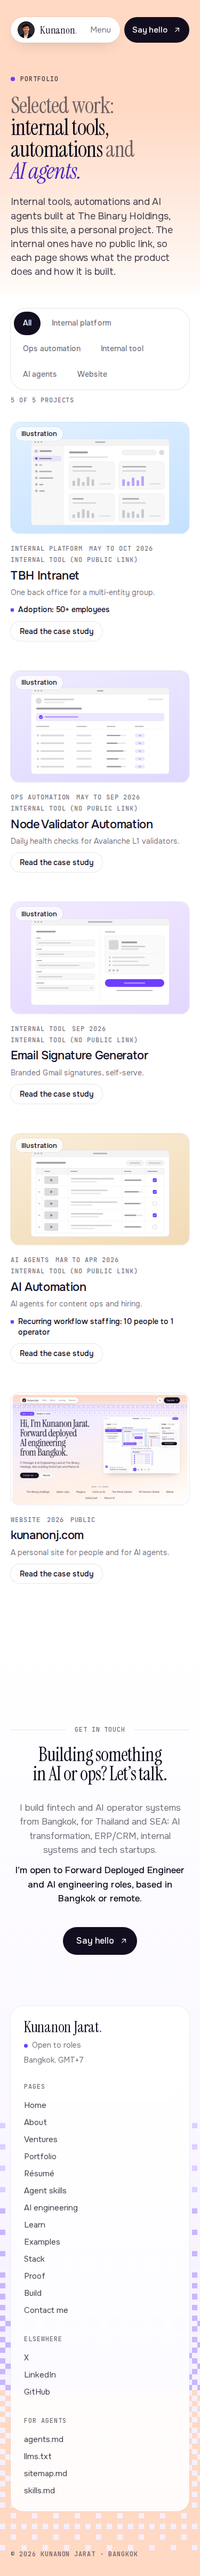 Kunanon.
Menu
Say hello
PORTFOLIO
Selected work:
internal tools,
automations and
AI agents.
Internal tools, automations and AI
agents built at The Binary Holdings,
plus this site, a personal project. The
internal ones have no public link, so
each page shows what the product
does and how it is built.
All
Internal platform
Ops automation
Internal tool
AI agents
Website
5 OF 5 PROJECTS
Illustration
INTERNAL PLATFORM MAY TO OCT 2026
INTERNAL TOOL (NO PUBLIC LINK)
TBH Intranet
One back office for a multi-entity group.
Adoption: 50+ employees
Read the case study
Illustration
OPS AUTOMATION MAY TO SEP 2026
INTERNAL TOOL (NO PUBLIC LINK)
Node Validator Automation
Daily health checks for Avalanche L1 validators.
Read the case study
Illustration
INTERNAL TOOL SEP 2026
INTERNAL TOOL (NO PUBLIC LINK)
Email Signature Generator
Branded Gmail signatures, self-serve.
Read the case study
Illustration
AI AGENTS MAR TO APR 2026
INTERNAL TOOL (NO PUBLIC LINK)
AI Automation
AI agents for content ops and hiring.
Recurring workflow staffing: 10 people to 1
operator
Read the case study
Hi, I'm Kunanon Jarat.
Forward deployed
AI engineering
from Bangkok.
WEBSITE 2026 PUBLIC
kunanonj.com
A personal site for people and for AI agents.
Read the case study
GET IN TOUCH
Building something
in AI or ops? Let's talk.
I build fintech and AI operator systems
from Bangkok, for Thailand and SEA: AI
transformation, ERP/CRM, internal
systems and tech startups.
I'm open to Forward Deployed Engineer
and AI engineering roles, based in
Bangkok or remote.
Say hello
Kunanon Jarat.
Open to roles
Bangkok, GMT+7
PAGES
Home
About
Ventures
Portfolio
Résumé
Agent skills
AI engineering
Learn
Examples
Stack
Proof
Build
Contact me
ELSEWHERE
X
LinkedIn
GitHub
FOR AGENTS
agents.md
llms.txt
sitemap.md
skills.md
© 2026 KUNANON JARAT · BANGKOK